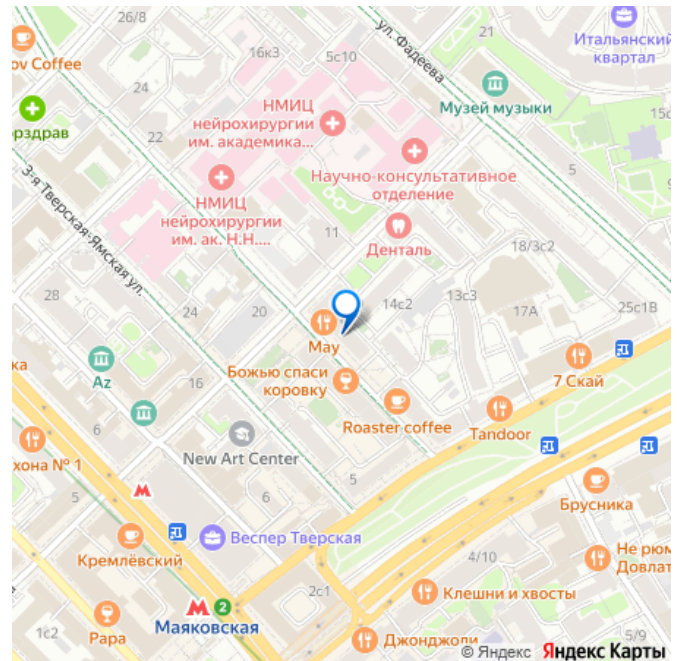 26/8
21
Итальянский
квартал
ул. Фадеева
16к3
5с10
ov Coffee
24
НМИЦ
нейрохирургии
им. академика...
Музей музыки
15с
орздрав
22
5
3-я Тверская-Ямская ул.
Научно-консультативное
отделение
НМИЦ
нейрохирургии
им. ак. Н.Н....
11
Денталь
18/3с2
28
24
20
14с2
13с3
17А
25с1В
May
Az
16
Божью спаси
коровку
7 Скай
ка
6
Roaster coffee
Tandoor
New Art Center
хона № 1
5
6
5
Брусника
Веспер Тверская
Кремлёвский
4/10
Не рюм
Довлат
2с1
Клешни и хвосты
2
Маяковская
1с2
Рара
Джонджоли
5/9
© Яндекс Яндекс Карты